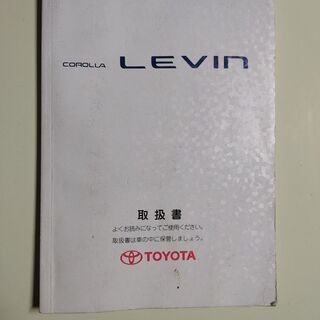 COROLLA LEVIN
取扱書
よくお読みになってご使用ください。
取扱書は車の中に保管しましょう。
TOYOTA